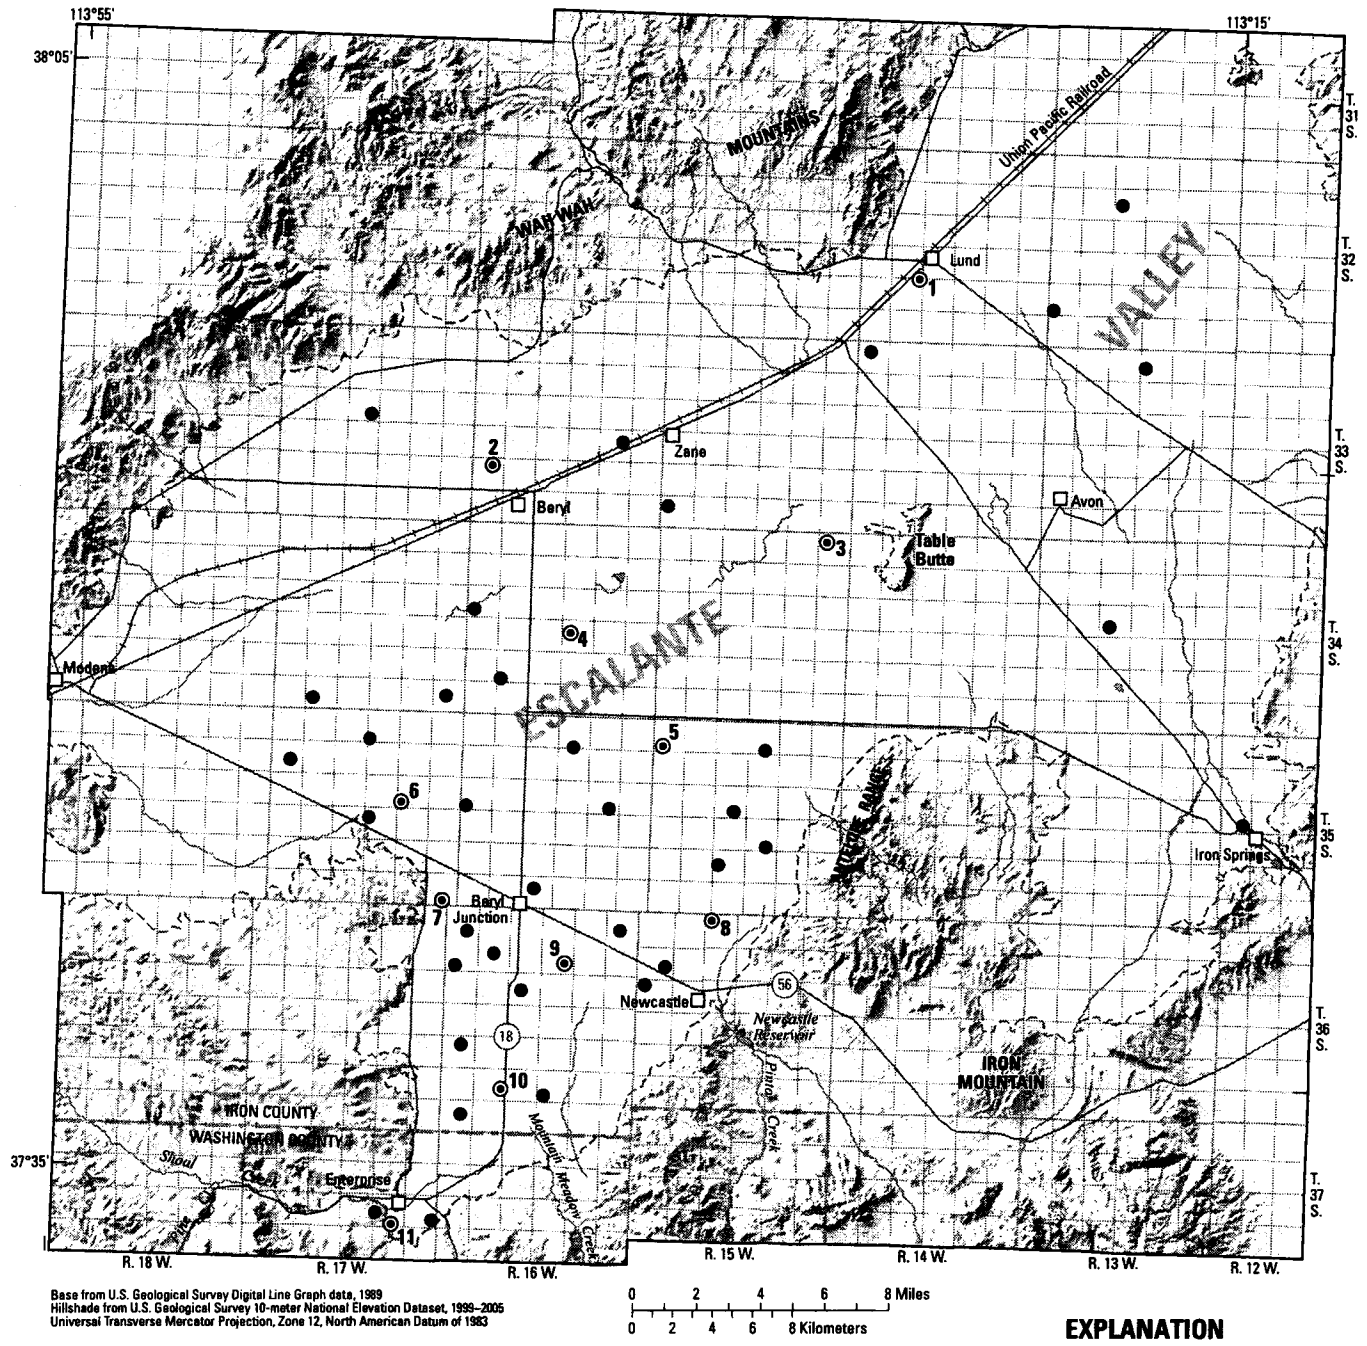 113°55'
113°15'
38°05'
T.
31
S.
Union Pacific Railroad
MOUNTAINS
WAH WAH
VALLEY
T.
32
S.
Lund
1
2
Zane
T.
33
S.
Beryl
Avon
3
Table
Butte
4
ESCALANTE
T.
34
S.
Modena
5
6
ANTELOPE RANGE
T.
35
S.
Iron Springs
Beryl
Junction
7
8
9
Newcastle
56
Newcastle
Reservoir
18
T.
36
S.
IRON
MOUNTAIN
10
Pinto Creek
IRON COUNTY
WASHINGTON COUNTY
Mountain Meadow Creek
37°35'
Shoal Creek
Enterprise
11
T.
37
S.
R. 18 W.
R. 17 W.
R. 16 W.
R. 15 W.
R. 14 W.
R. 13 W.
R. 12 W.
Base from U.S. Geological Survey Digital Line Graph data, 1989
Hillshade from U.S. Geological Survey 10-meter National Elevation Dataset, 1999–2005
Universal Transverse Mercator Projection, Zone 12, North American Datum of 1983
0 2 4 6 8 Miles
0 2 4 6 8 Kilometers
EXPLANATION